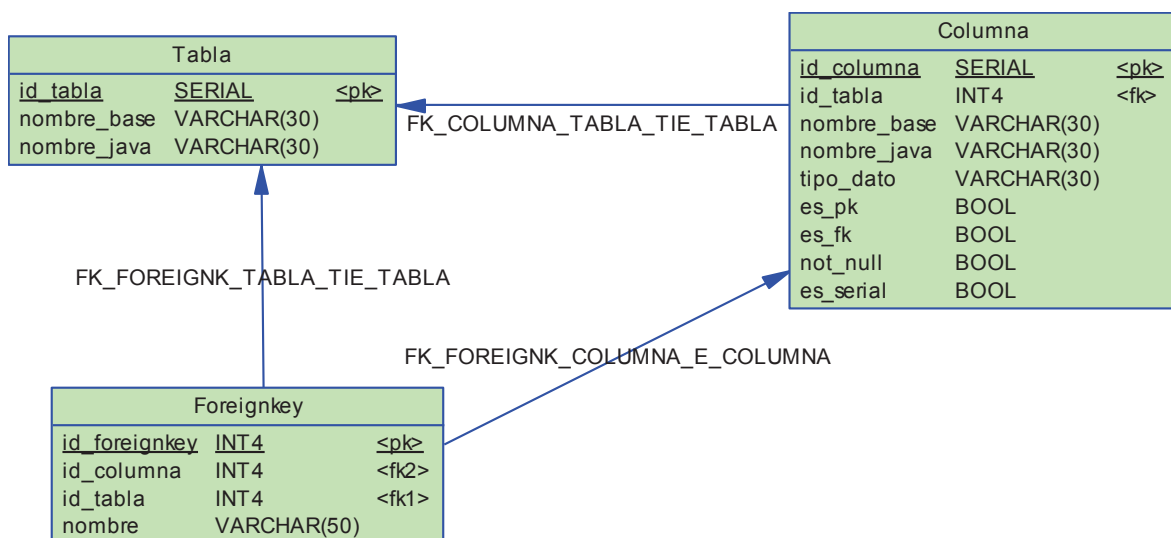 Tabla
id_tabla SERIAL <pk>
nombre_base VARCHAR(30)
nombre_java VARCHAR(30)
Columna
id_columna SERIAL <pk>
id_tabla INT4 <fk>
nombre_base VARCHAR(30)
nombre_java VARCHAR(30)
tipo_dato VARCHAR(30)
es_pk BOOL
es_fk BOOL
not_null BOOL
es_serial BOOL
FK_COLUMNA_TABLA_TIE_TABLA
FK_FOREIGNK_TABLA_TIE_TABLA
FK_FOREIGNK_COLUMNA_E_COLUMNA
Foreignkey
id_foreignkey INT4 <pk>
id_columna INT4 <fk2>
id_tabla INT4 <fk1>
nombre VARCHAR(50)